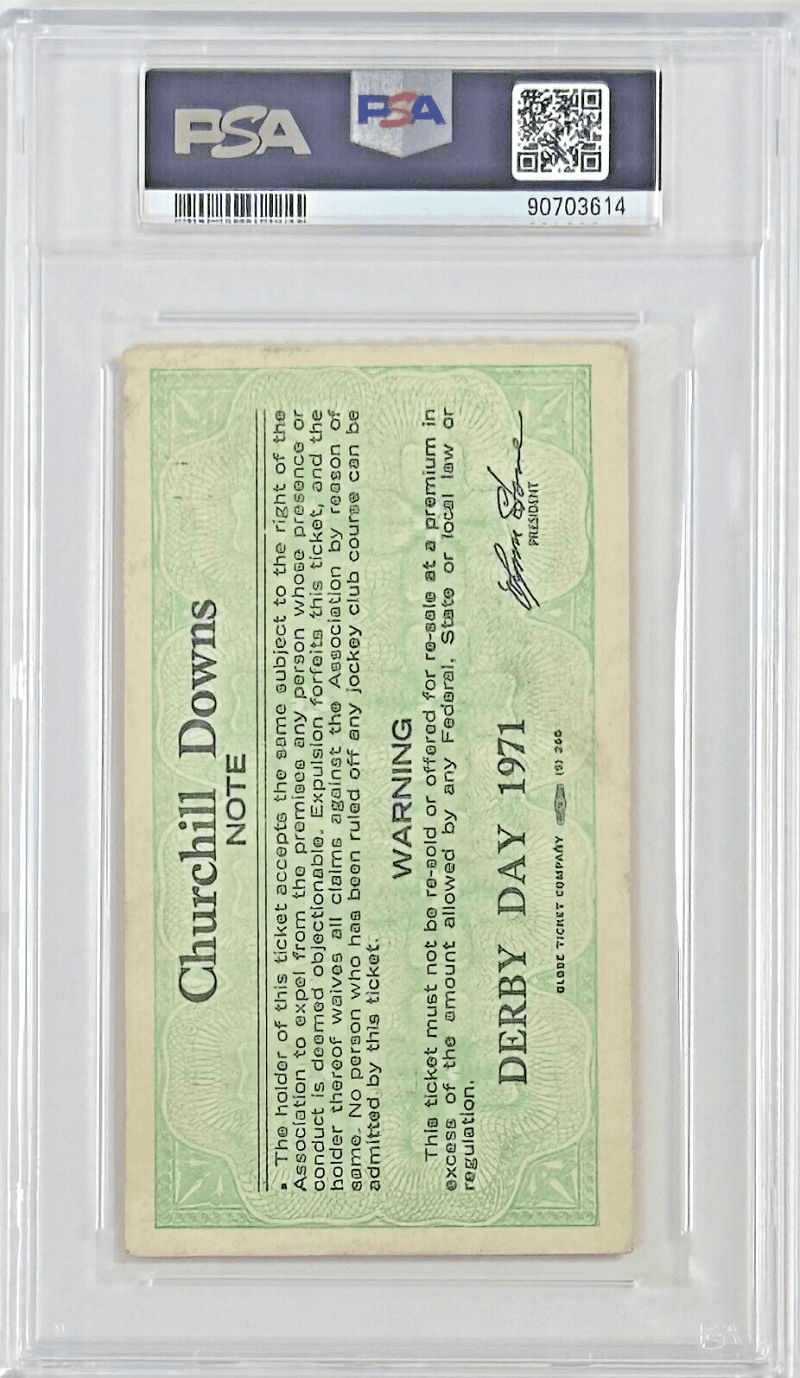 PSA
PSA
90703614
Churchill Downs
NOTE
The holder of this ticket accepts the same subject to the right of the
Association to expel from the premises any person whose presence or
conduct is deemed objectionable. Expulsion forfeits this ticket, and the
holder thereof waives all claims against the Association by reason of
same. No person who has been ruled off any jockey club course can be
admitted by this ticket.
WARNING
This ticket must not be re-sold or offered for re-sale at a premium in
excess of the amount allowed by any Federal, State or local law or
regulation.
Lynn Stone
PRESIDENT
DERBY DAY 1971
GLOBE TICKET COMPANY